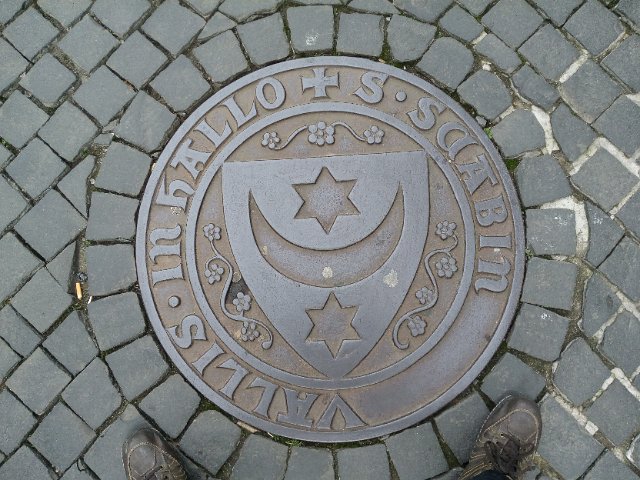 ✠ S · SCABIN VALLIS · IN HALLO